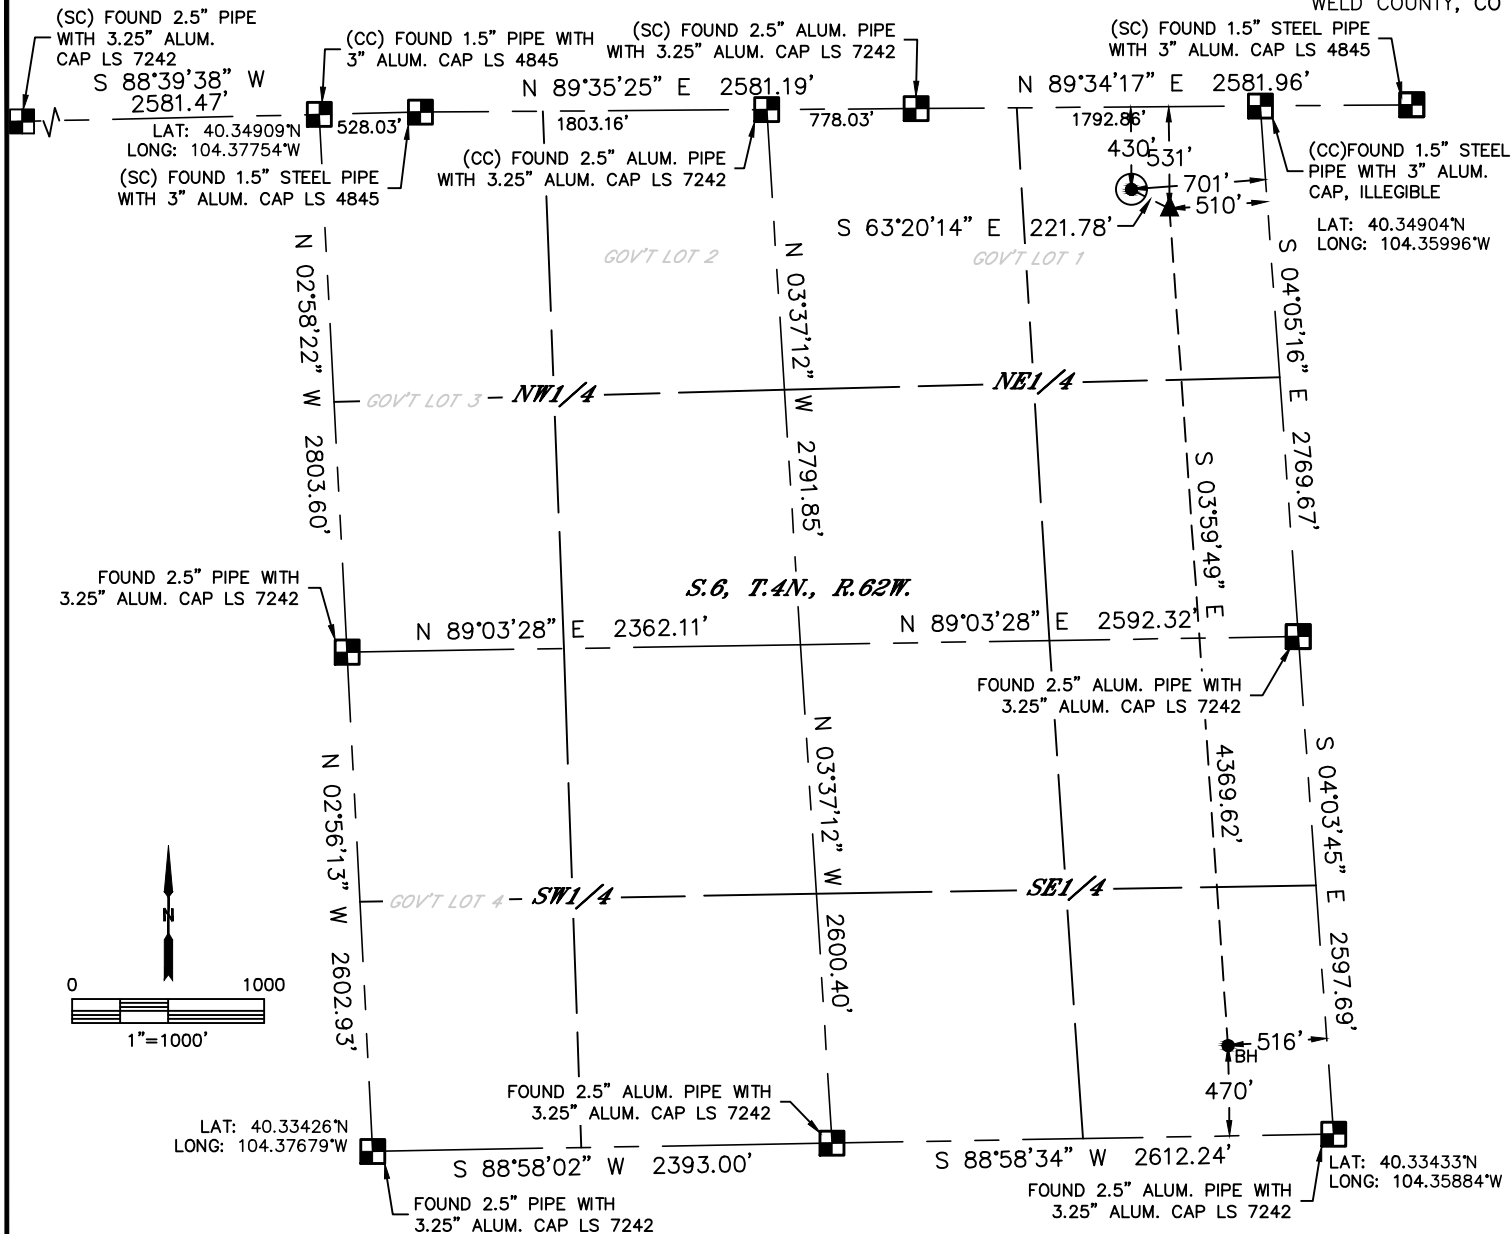 WELD COUNTY, CO
(SC) FOUND 2.5" PIPE
WITH 3.25" ALUM.
CAP LS 7242
S 88°39'38" W
2581.47'
(CC) FOUND 1.5" PIPE WITH
3" ALUM. CAP LS 4845
(SC) FOUND 2.5" ALUM. PIPE
WITH 3.25" ALUM. CAP LS 7242
(SC) FOUND 1.5" STEEL PIPE
WITH 3" ALUM. CAP LS 4845
N 89°35'25" E 2581.19'
N 89°34'17" E 2581.96'
LAT: 40.34909°N
LONG: 104.37754°W
528.03'
1803.16'
778.03'
1792.86'
(SC) FOUND 1.5" STEEL PIPE
WITH 3" ALUM. CAP LS 4845
(CC) FOUND 2.5" ALUM. PIPE
WITH 3.25" ALUM. CAP LS 7242
430'
531'
701'
510'
(CC)FOUND 1.5" STEEL
PIPE WITH 3" ALUM.
CAP, ILLEGIBLE
LAT: 40.34904°N
LONG: 104.35996°W
S 63°20'14" E 221.78'
GOV'T LOT 2
GOV'T LOT 1
N 02°58'22" W 2803.60'
N 03°37'12" W 2791.85'
S 04°05'16" E 2769.67'
GOV'T LOT 3
NW1/4
NE1/4
S 03°59'49" E 4369.62'
FOUND 2.5" PIPE WITH
3.25" ALUM. CAP LS 7242
S.6, T.4N., R.62W.
N 89°03'28" E 2362.11'
N 89°03'28" E 2592.32'
FOUND 2.5" ALUM. PIPE WITH
3.25" ALUM. CAP LS 7242
N 02°56'13" W 2602.93'
N 03°37'12" W 2600.40'
S 04°03'45" E 2597.69'
GOV'T LOT 4
SW1/4
SE1/4
N
0 1000
1"=1000'
516'
BH
470'
FOUND 2.5" ALUM. PIPE WITH
3.25" ALUM. CAP LS 7242
LAT: 40.33426°N
LONG: 104.37679°W
S 88°58'02" W 2393.00'
S 88°58'34" W 2612.24'
LAT: 40.33433°N
LONG: 104.35884°W
FOUND 2.5" PIPE WITH
3.25" ALUM. CAP LS 7242
FOUND 2.5" ALUM. PIPE WITH
3.25" ALUM. CAP LS 7242